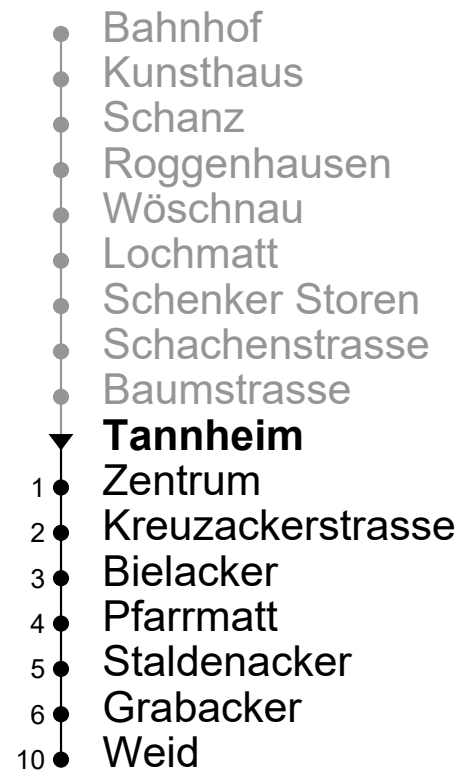 Bahnhof
Kunsthaus
Schanz
Roggenhausen
Wöschnau
Lochmatt
Schenker Storen
Schachenstrasse
Baumstrasse
Tannheim
1 Zentrum
2 Kreuzackerstrasse
3 Bielacker
4 Pfarrmatt
5 Staldenacker
6 Grabacker
10 Weid